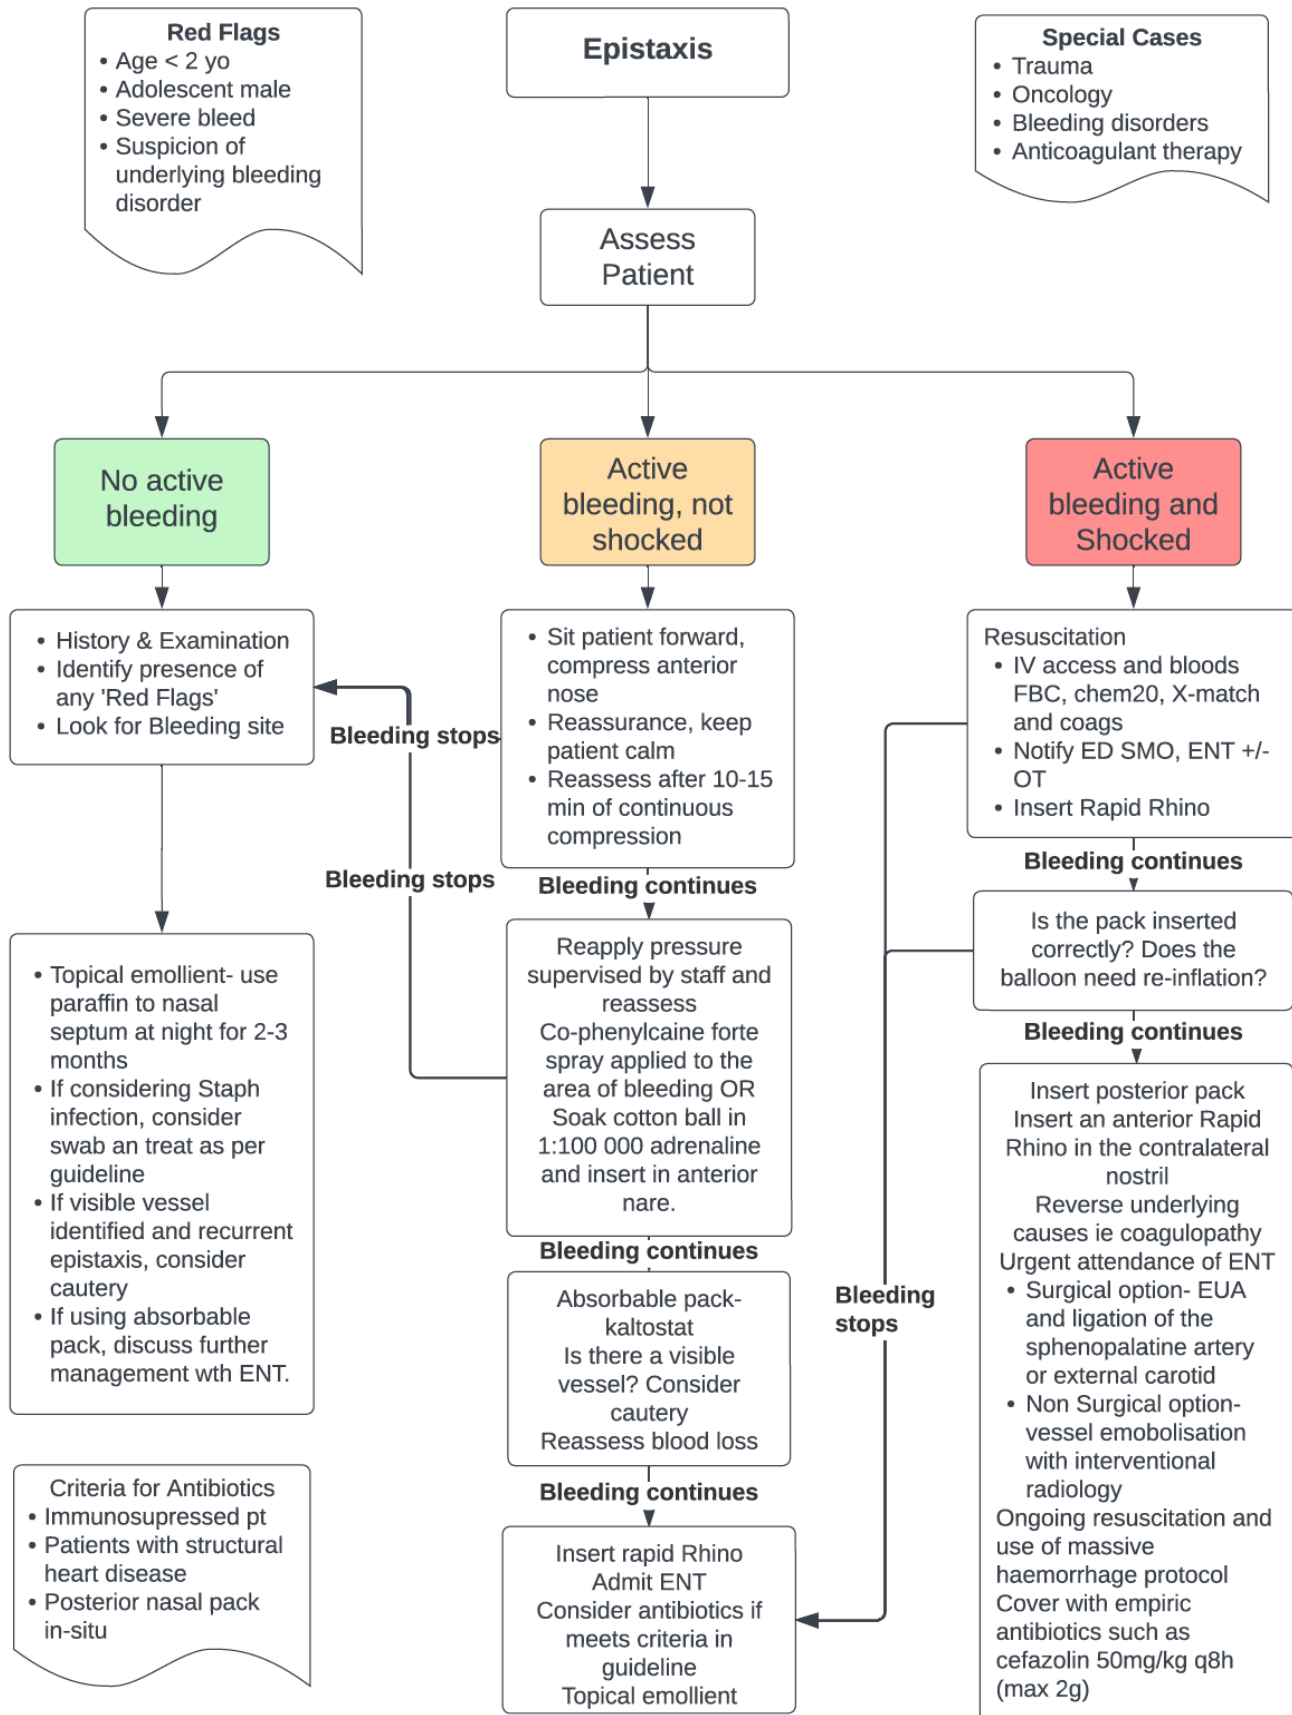 Red Flags
• Age < 2 yo
• Adolescent male
• Severe bleed
• Suspicion of
underlying bleeding
disorder
Epistaxis
Special Cases
• Trauma
• Oncology
• Bleeding disorders
• Anticoagulant therapy
Assess
Patient
No active
bleeding
Active
bleeding, not
shocked
Active
bleeding and
Shocked
• History & Examination
• Identify presence of
any 'Red Flags'
• Look for Bleeding site
Bleeding stops
• Sit patient forward,
compress anterior
nose
• Reassurance, keep
patient calm
• Reassess after 10-15
min of continuous
compression
Resuscitation
• IV access and bloods
FBC, chem20, X-match
and coags
• Notify ED SMO, ENT +/-
OT
• Insert Rapid Rhino
Bleeding stops
Bleeding continues
Bleeding continues
Is the pack inserted
correctly? Does the
balloon need re-inflation?
Bleeding continues
• Topical emollient- use
paraffin to nasal
septum at night for 2-3
months
• If considering Staph
infection, consider
swab an treat as per
guideline
• If visible vessel
identified and recurrent
epistaxis, consider
cautery
• If using absorbable
pack, discuss further
management wth ENT.
Reapply pressure
supervised by staff and
reassess
Co-phenylcaine forte
spray applied to the
area of bleeding OR
Soak cotton ball in
1:100 000 adrenaline
and insert in anterior
nare.
Bleeding continues
Absorbable pack-
kaltostat
Is there a visible
vessel? Consider
cautery
Reassess blood loss
Bleeding continues
Bleeding
stops
Insert posterior pack
Insert an anterior Rapid
Rhino in the contralateral
nostril
Reverse underlying
causes ie coagulopathy
Urgent attendance of ENT
• Surgical option- EUA
and ligation of the
sphenopalatine artery
or external carotid
• Non Surgical option-
vessel emobolisation
with interventional
radiology
Ongoing resuscitation and
use of massive
haemorrhage protocol
Cover with empiric
antibiotics such as
cefazolin 50mg/kg q8h
(max 2g)
Criteria for Antibiotics
• Immunosupressed pt
• Patients with structural
heart disease
• Posterior nasal pack
in-situ
Insert rapid Rhino
Admit ENT
Consider antibiotics if
meets criteria in
guideline
Topical emollient